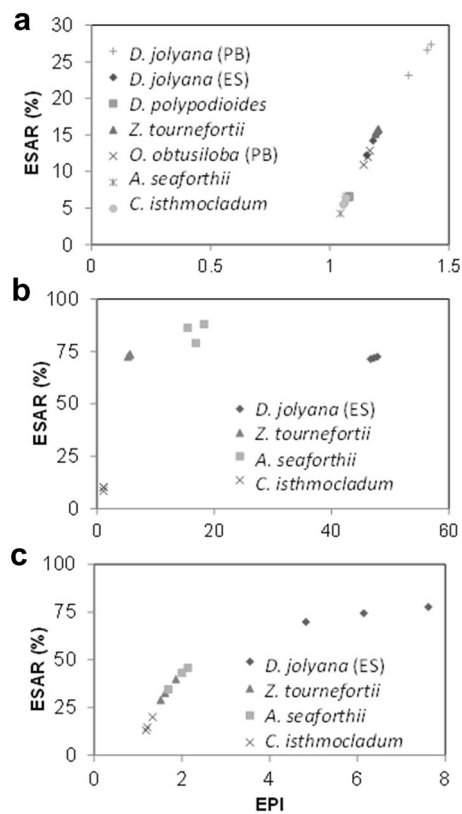 a
30
25
20
15
10
5
0
ESAR (%)
D. jolyana (PB)
D. jolyana (ES)
D. polypodioides
Z. tournefortii
O. obtusiloba (PB)
A. seaforthii
C. isthmocladum
0 0.5 1 1.5
b
100
75
50
25
0
ESAR (%)
D. jolyana (ES)
Z. tournefortii
A. seaforthii
C. isthmocladum
0 20 40 60
c
100
75
50
25
0
ESAR (%)
D. jolyana (ES)
Z. tournefortii
A. seaforthii
C. isthmocladum
0 2 4 6 8
EPI